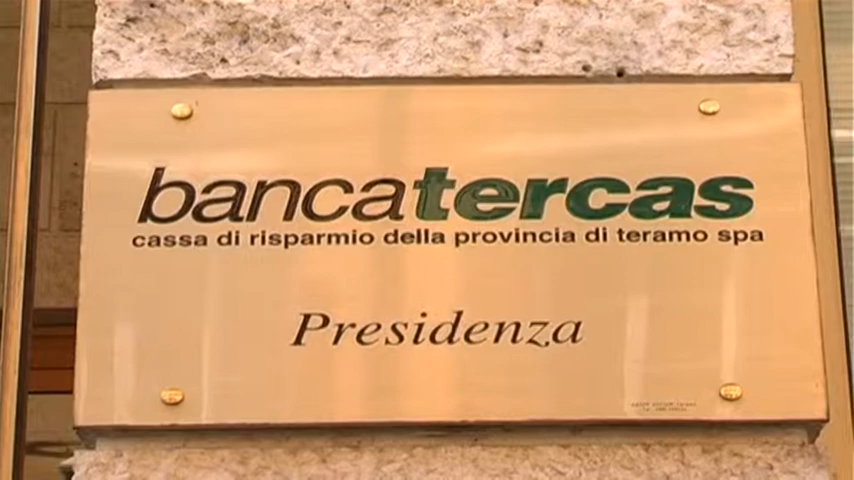 bancatercas
cassa di risparmio della provincia di teramo spa
Presidenza